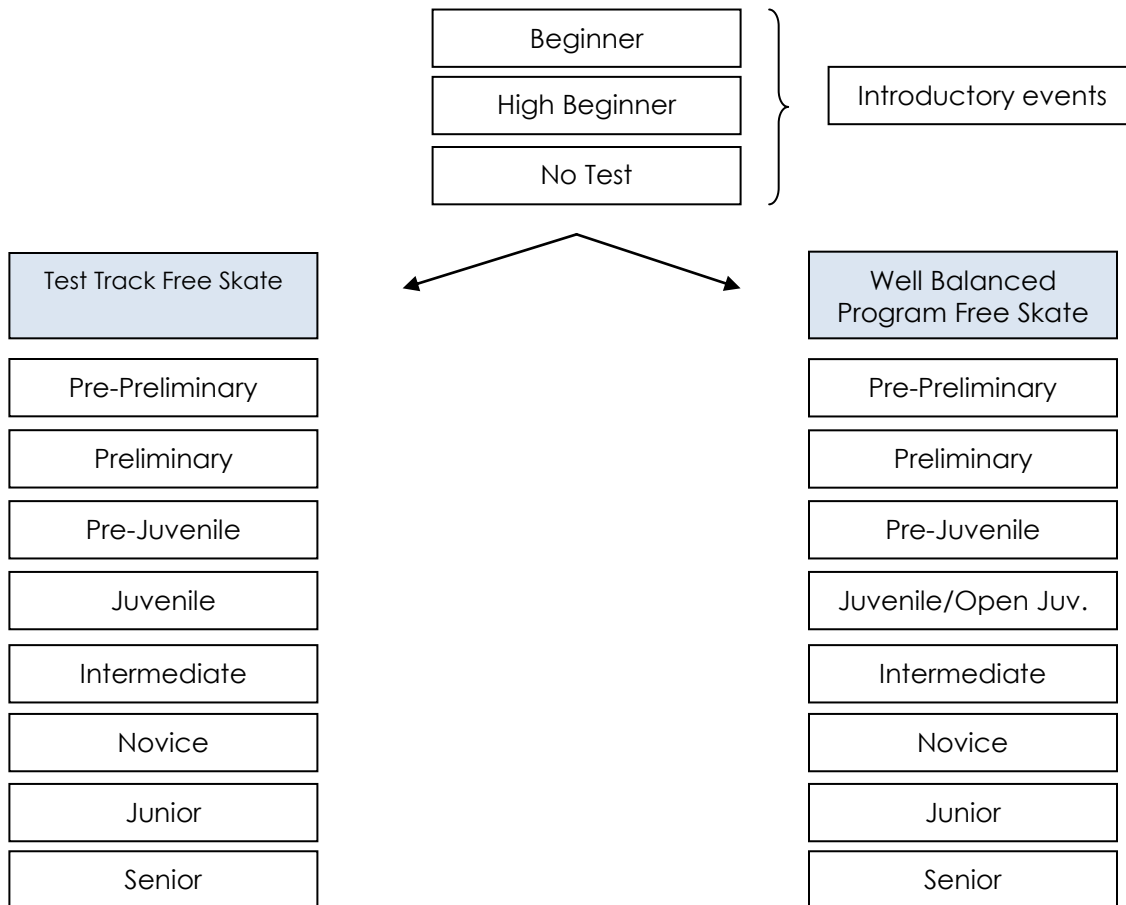 Beginner
High Beginner
No Test
Introductory events
Test Track Free Skate
Pre-Preliminary
Preliminary
Pre-Juvenile
Juvenile
Intermediate
Novice
Junior
Senior
Well Balanced
Program Free Skate
Pre-Preliminary
Preliminary
Pre-Juvenile
Juvenile/Open Juv.
Intermediate
Novice
Junior
Senior